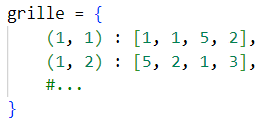 grille = {
    (1, 1) : [1, 1, 5, 2],
    (1, 2) : [5, 2, 1, 3],
    #...
}